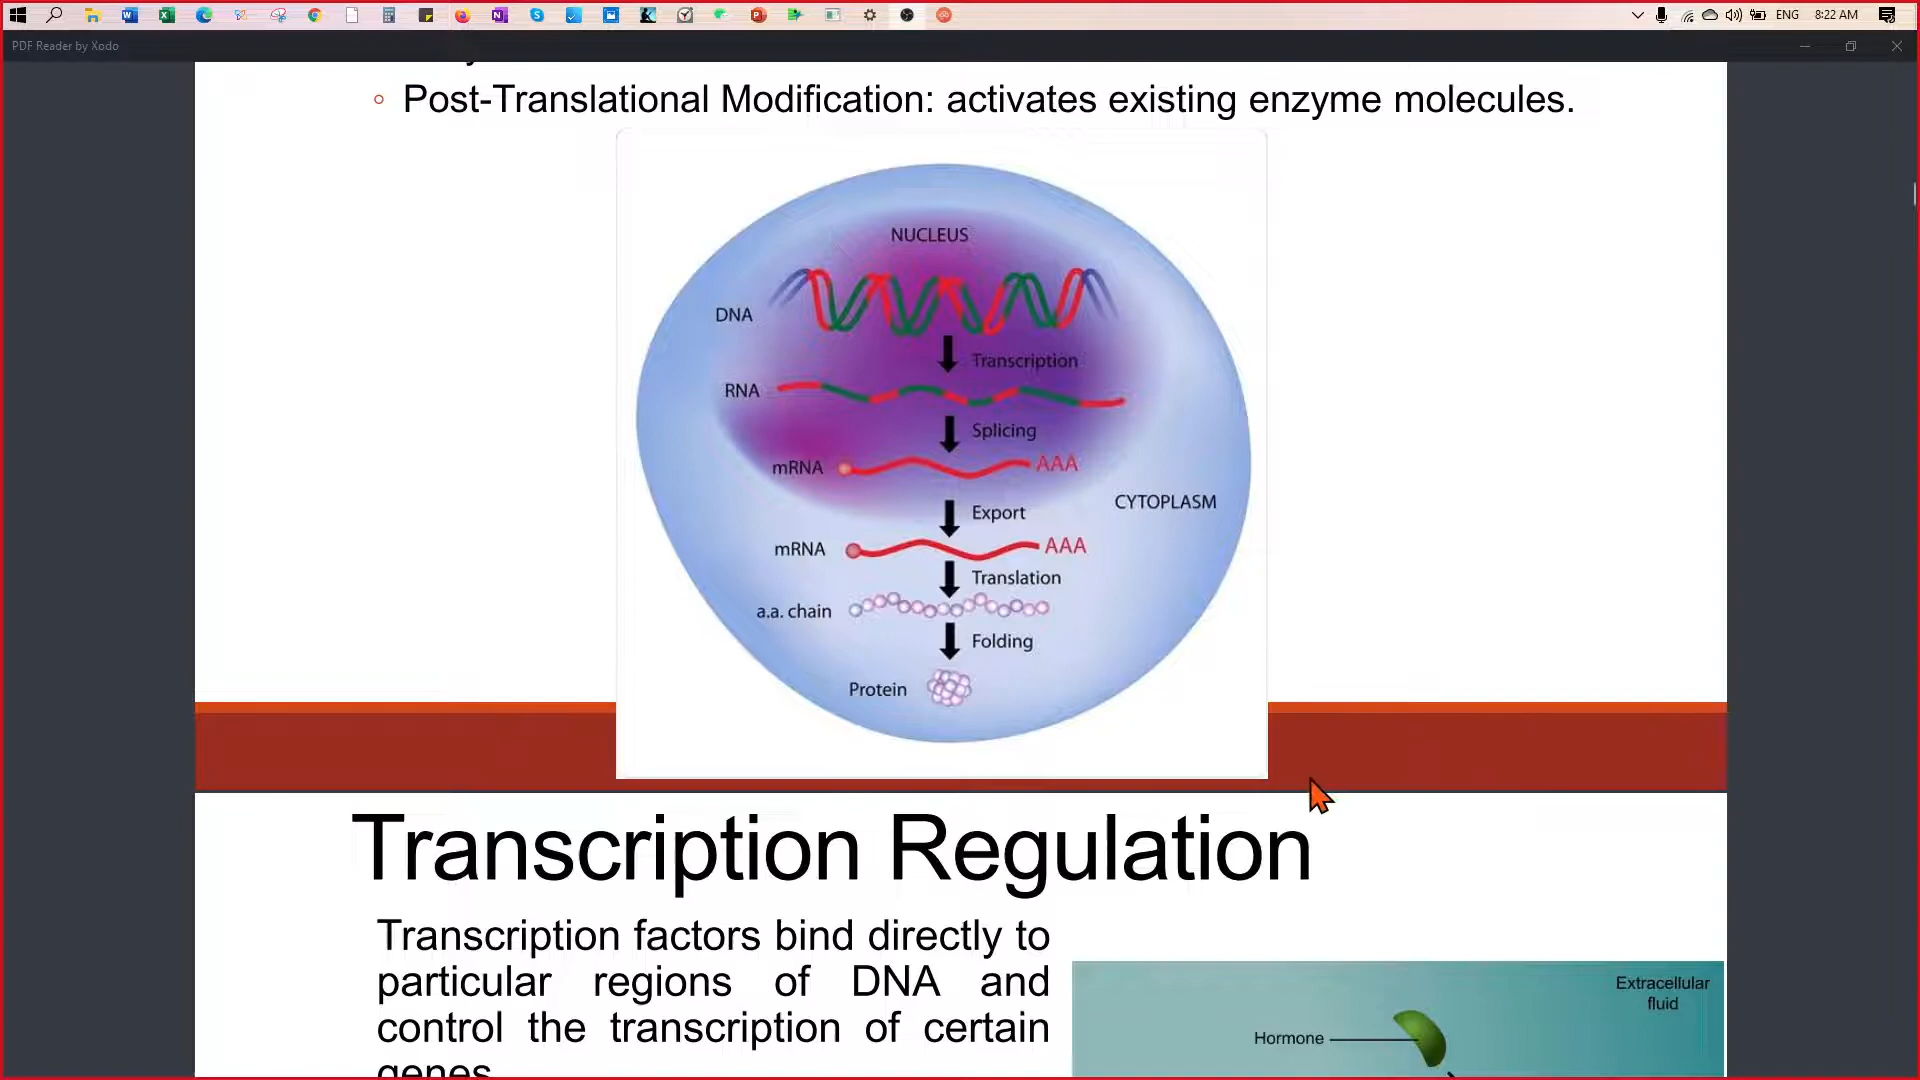 ENG 8:22 AM
PDF Reader by Xodo
Post-Translational Modification: activates existing enzyme molecules.
NUCLEUS
DNA
Transcription
RNA
Splicing
mRNA AAA
CYTOPLASM
Export
mRNA AAA
Translation
a.a. chain
Folding
Protein
Transcription Regulation
Transcription factors bind directly to
particular regions of DNA and
control the transcription of certain
genes
Extracellular
fluid
Hormone